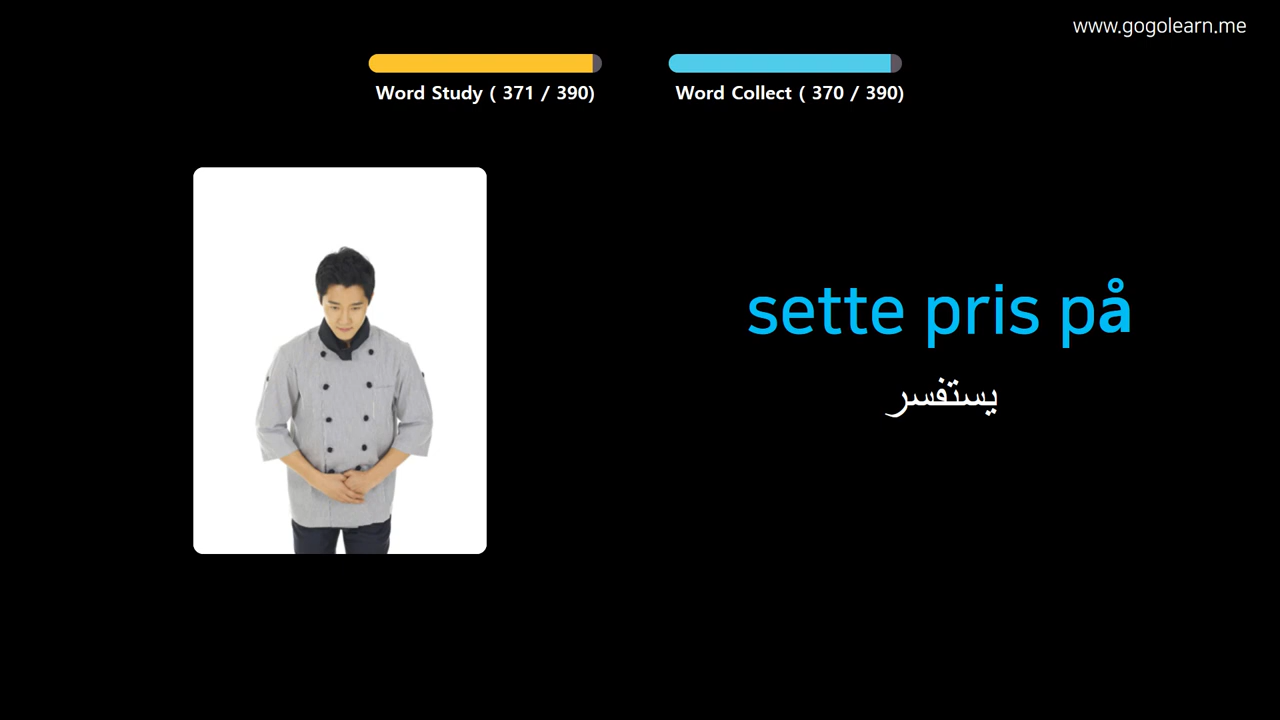 www.gogolearn.me
Word Study ( 371 / 390)
Word Collect ( 370 / 390)
sette pris på
يستفسر